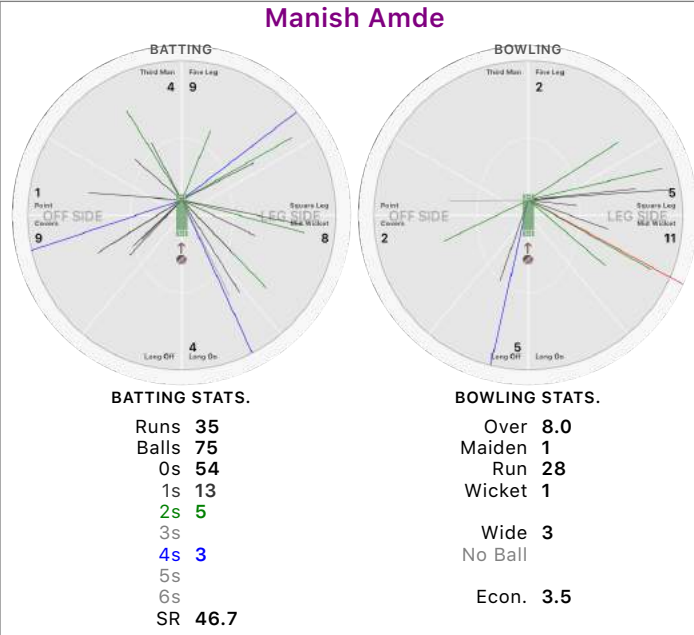 Manish Amde
BATTING
Third Man Fine Leg
4 9
1
Point
OFF SIDE
Covers
9
Square Leg
LEG SIDE
Mid Wicket
8
4
Long Off Long On
BOWLING
Third Man Fine Leg
2
Point
OFF SIDE
Covers
2
5
Square Leg
LEG SIDE
Mid Wicket
11
5
Long Off Long On
BATTING STATS.
Runs 35
Balls 75
0s 54
1s 13
2s 5
3s
4s 3
5s
6s
SR 46.7
BOWLING STATS.
Over 8.0
Maiden 1
Run 28
Wicket 1
Wide 3
No Ball
Econ. 3.5